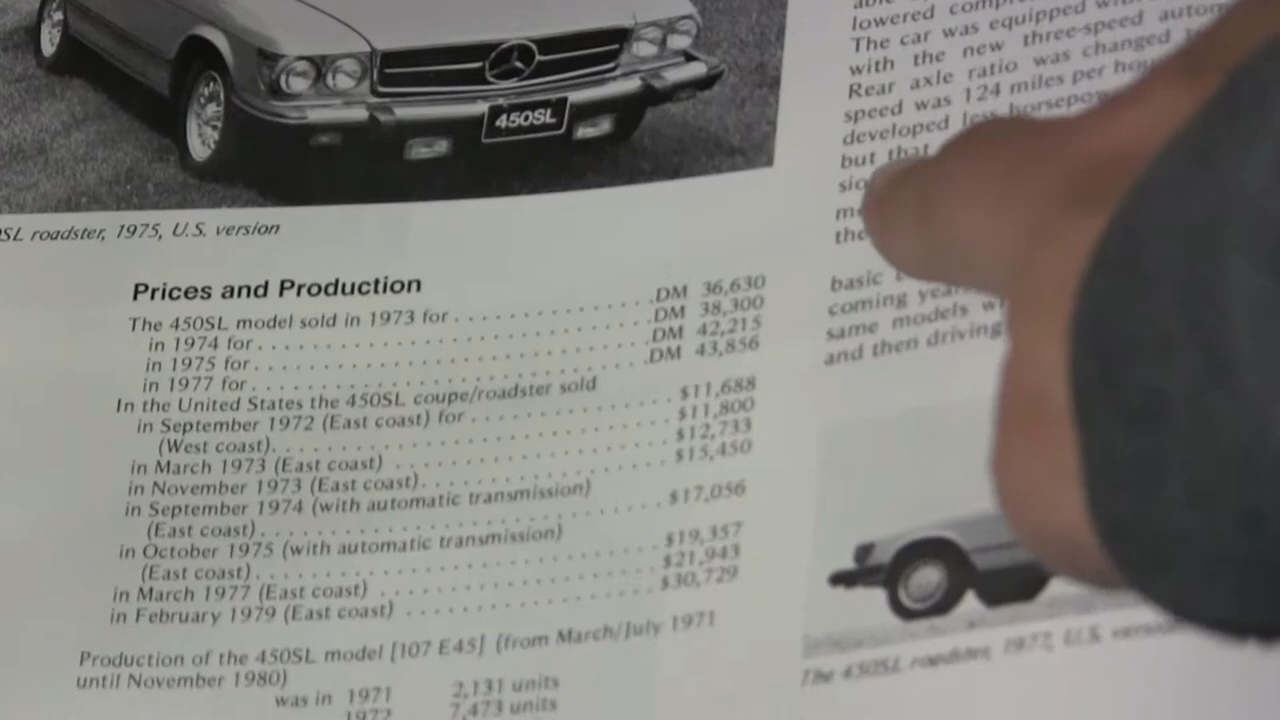 450SL
SL roadster, 1975, U.S. version
Prices and Production
The 450SL model sold in 1973 for . . . . . . . . . . . . . . . . . .DM 36,630
in 1974 for. . . . . . . . . . . . . . . . . . . . . . . . . . . . . .DM 38,300
in 1975 for. . . . . . . . . . . . . . . . . . . . . . . . . . . . . .DM 42,215
in 1977 for. . . . . . . . . . . . . . . . . . . . . . . . . . . . . .DM 43,856
In the United States the 450SL coupe/roadster sold
in September 1972 (East coast) for . . . . . . . . . . . . . . . . $11,688
(West coast). . . . . . . . . . . . . . . . . . . . . . . . . . . . . $11,800
in March 1973 (East coast) . . . . . . . . . . . . . . . . . . . . $12,733
in November 1973 (East coast). . . . . . . . . . . . . . . . . . $15,450
in September 1974 (with automatic transmission)
(East coast). . . . . . . . . . . . . . . . . . . . . . . . . . . . . $17,056
in October 1975 (with automatic transmission)
(East coast). . . . . . . . . . . . . . . . . . . . . . . . . . . . . $19,357
in March 1977 (East coast) . . . . . . . . . . . . . . . . . . . . $21,943
in February 1979 (East coast) . . . . . . . . . . . . . . . . . . $30,729
Production of the 450SL model [107 E45] (from March/July 1971
until November 1980)
was in 1971 2,131 units
1972 7,473 units
lowered
The car was equipped
with the new three-speed
Rear axle ratio was changed
speed was 124 miles per
developed less
but that
the
basic
coming
same models
and then driving
The 450SL roadster, 1977, U.S.